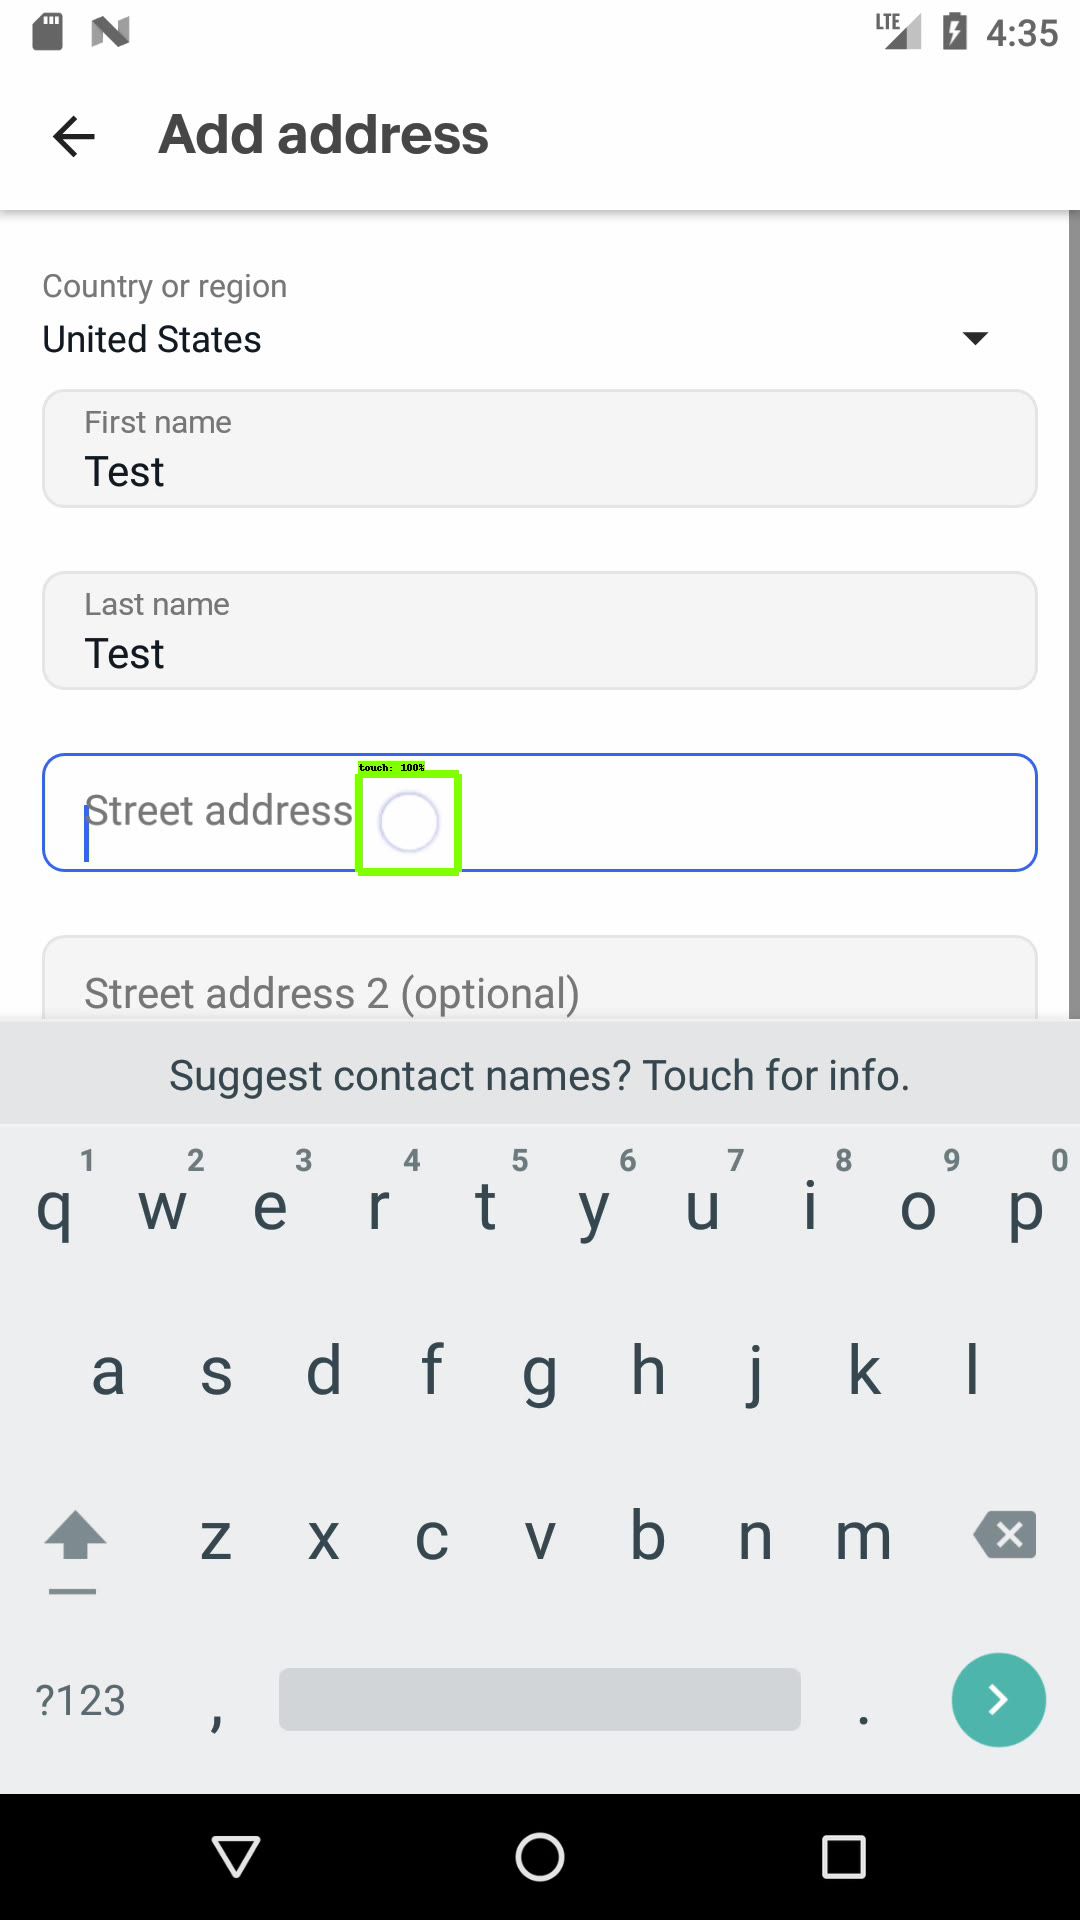 LTE 4:35
Add address
Country or region
United States
First name
Test
Last name
Test
touch: 100%
Street address
Street address 2 (optional)
Suggest contact names? Touch for info.
1 2 3 4 5 6 7 8 9 0
q w e r t y u i o p
a s d f g h j k l
z x c v b n m
?123 , .